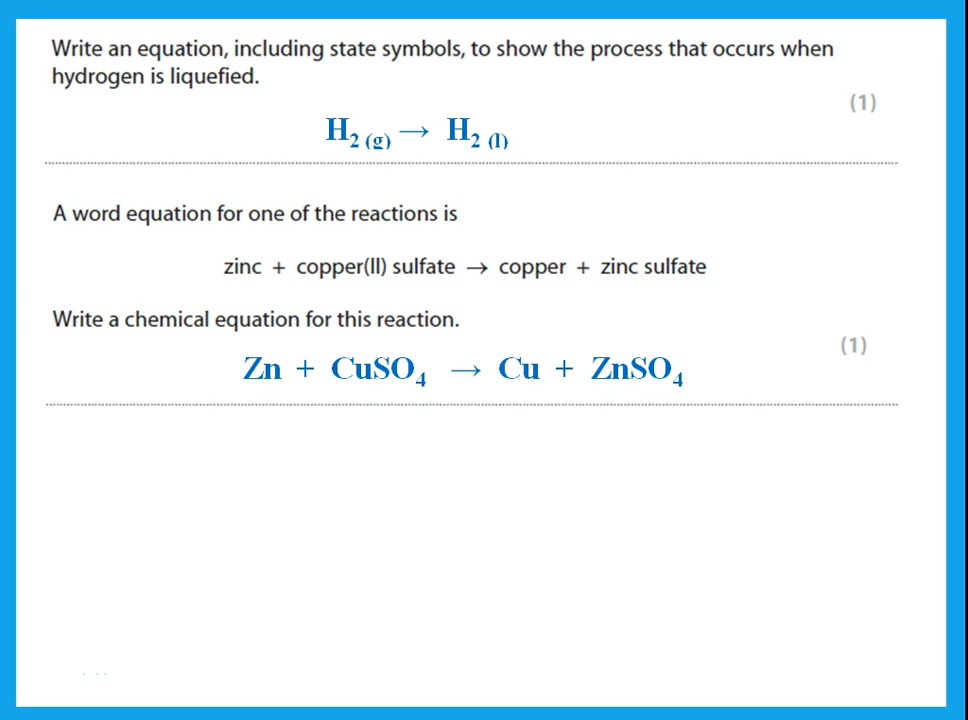 Write an equation, including state symbols, to show the process that occurs when
hydrogen is liquefied.
(1)
H₂ (g) → H₂ (l)
A word equation for one of the reactions is
zinc + copper(II) sulfate → copper + zinc sulfate
Write a chemical equation for this reaction.
(1)
Zn + CuSO₄ → Cu + ZnSO₄